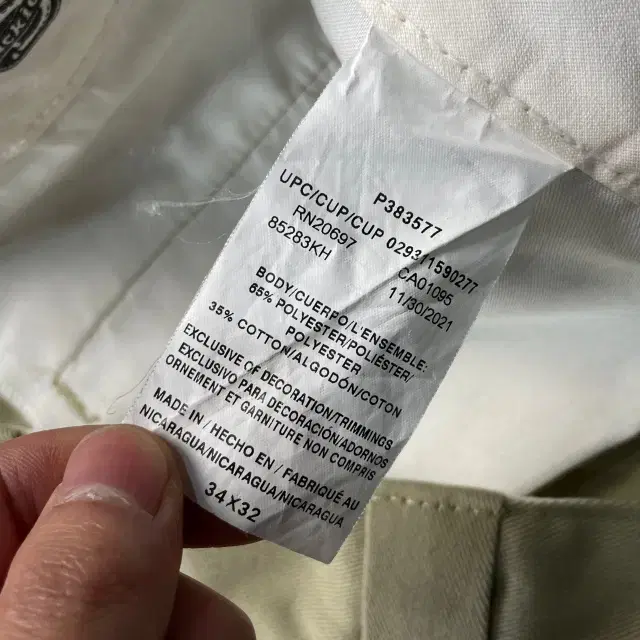 P383577
UPC/CUP/CUP 029311590277
RN20697 CA01095
85283KH 11/30/2021
BODY/CUERPO/L'ENSEMBLE:
65% POLYESTER/POLIÉSTER/
POLYESTER
35% COTTON/ALGODÓN/COTON
EXCLUSIVE OF DECORATION/TRIMMINGS
EXCLUSIVO PARA DECORACIÓN/ADORNOS
ORNEMENT ET GARNITURE NON COMPRIS
MADE IN / HECHO EN / FABRIQUÉ AU
NICARAGUA/NICARAGUA/NICARAGUA
34X32